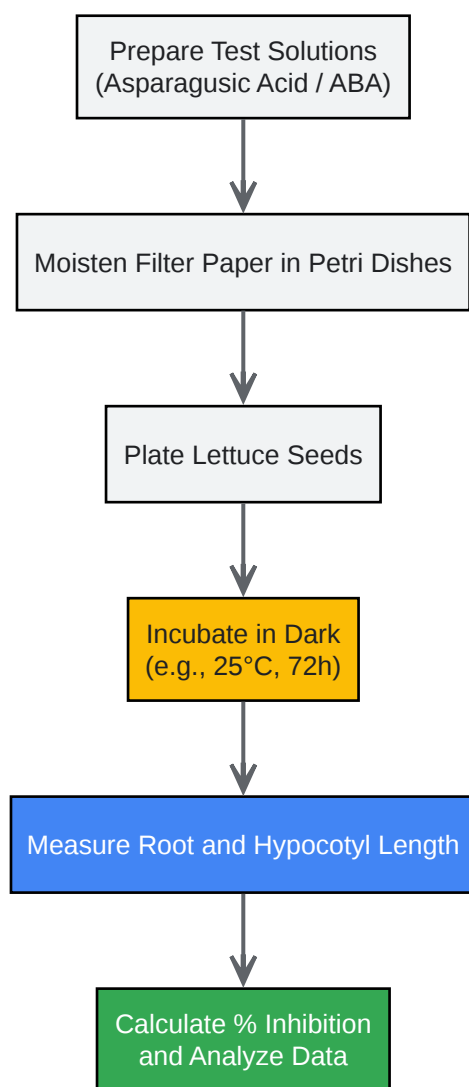 Prepare Test Solutions
(Asparagusic Acid / ABA)
Moisten Filter Paper in Petri Dishes
Plate Lettuce Seeds
Incubate in Dark
(e.g., 25°C, 72h)
Measure Root and Hypocotyl Length
Calculate % Inhibition
and Analyze Data